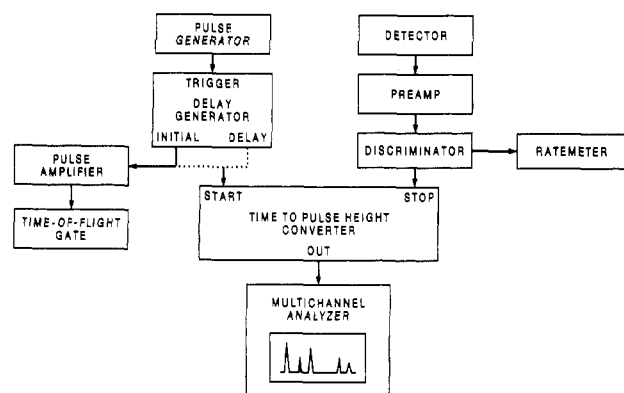 PULSE
GENERATOR
DETECTOR
TRIGGER
DELAY
GENERATOR
INITIAL DELAY
PREAMP
PULSE
AMPLIFIER
DISCRIMINATOR
RATEMETER
TIME-OF-FLIGHT
GATE
START STOP
TIME TO PULSE HEIGHT
CONVERTER
OUT
MULTICHANNEL
ANALYZER